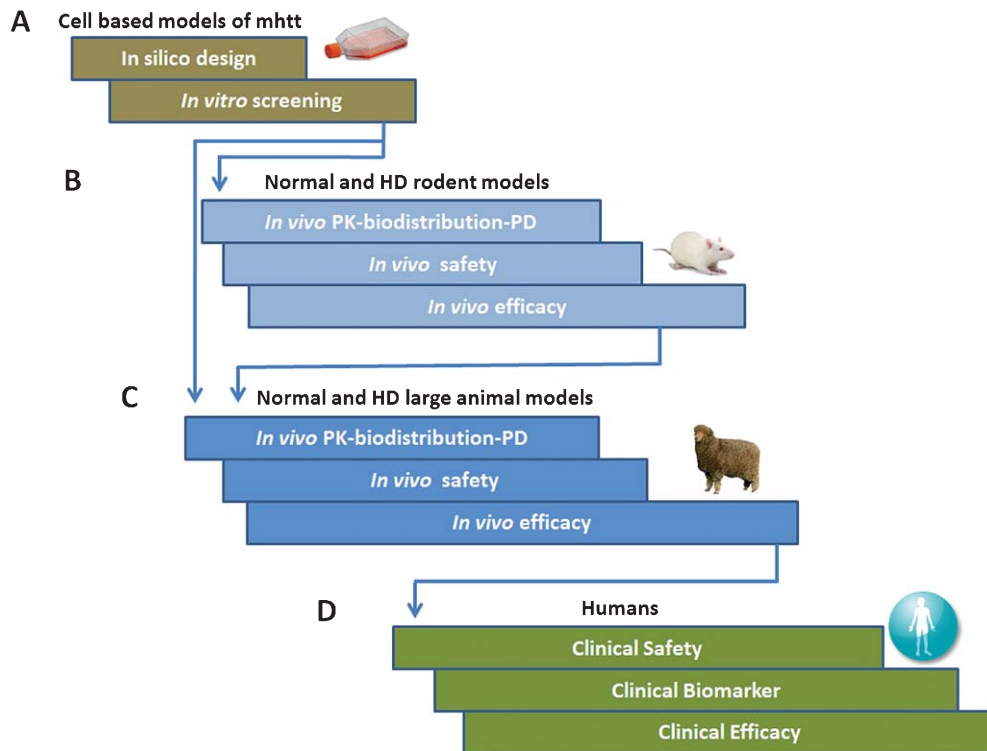 A
Cell based models of mhtt
In silico design
In vitro screening
B
Normal and HD rodent models
In vivo PK-biodistribution-PD
In vivo safety
In vivo efficacy
C
Normal and HD large animal models
In vivo PK-biodistribution-PD
In vivo safety
In vivo efficacy
D
Humans
Clinical Safety
Clinical Biomarker
Clinical Efficacy